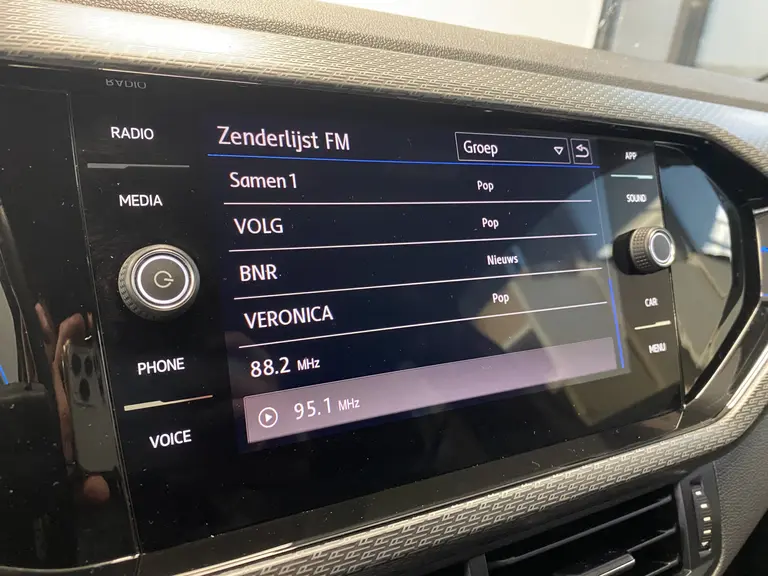 RADIO
MEDIA
PHONE
VOICE
Zenderlijst FM
Groep
Samen 1 Pop
VOLG Pop
BNR Nieuws
VERONICA Pop
88.2 MHz
95.1 MHz
APP
SOUND
CAR
MENU